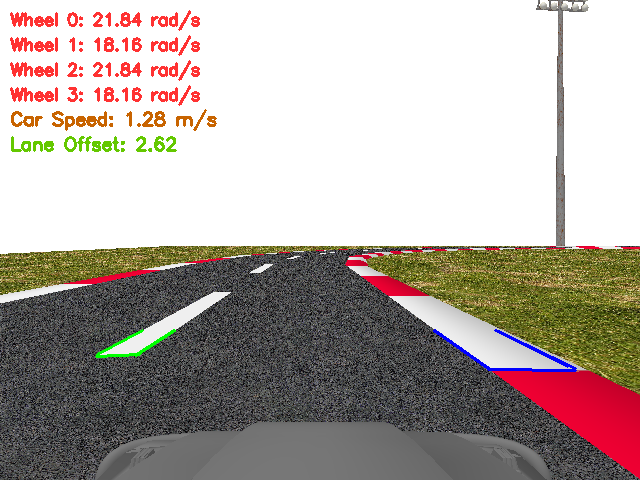 Wheel 0: 21.84 rad/s
Wheel 1: 18.16 rad/s
Wheel 2: 21.84 rad/s
Wheel 3: 18.16 rad/s
Car Speed: 1.28 m/s
Lane Offset: 2.62